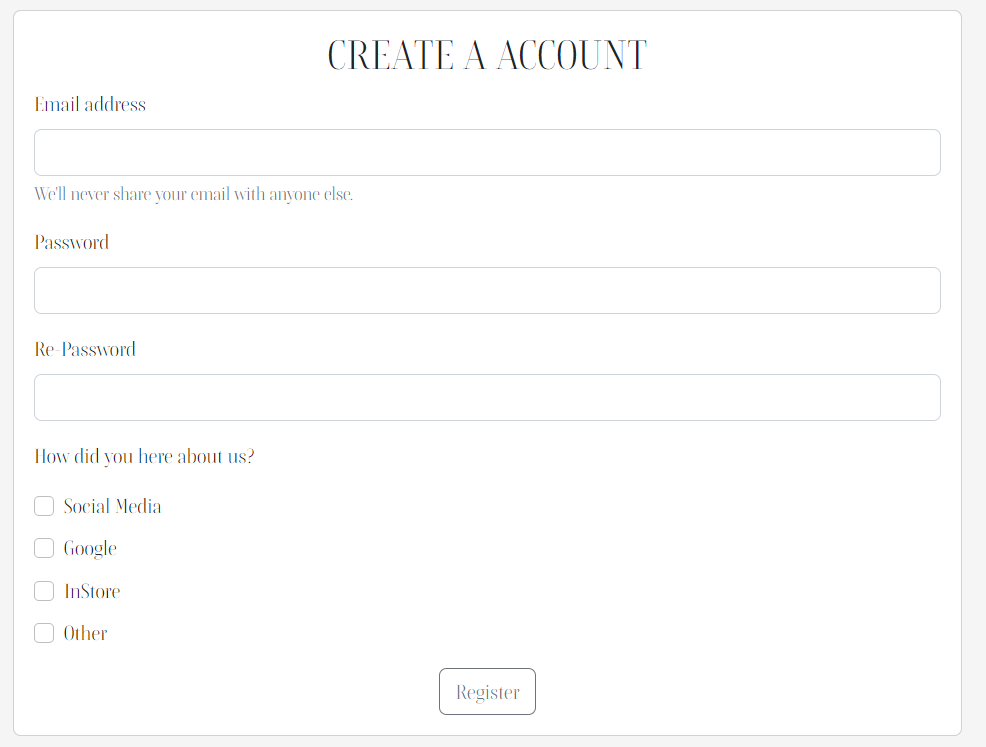 CREATE A ACCOUNT
Email address
We'll never share your email with anyone else.
Password
Re-Password
How did you here about us?
Social Media
Google
InStore
Other
Register